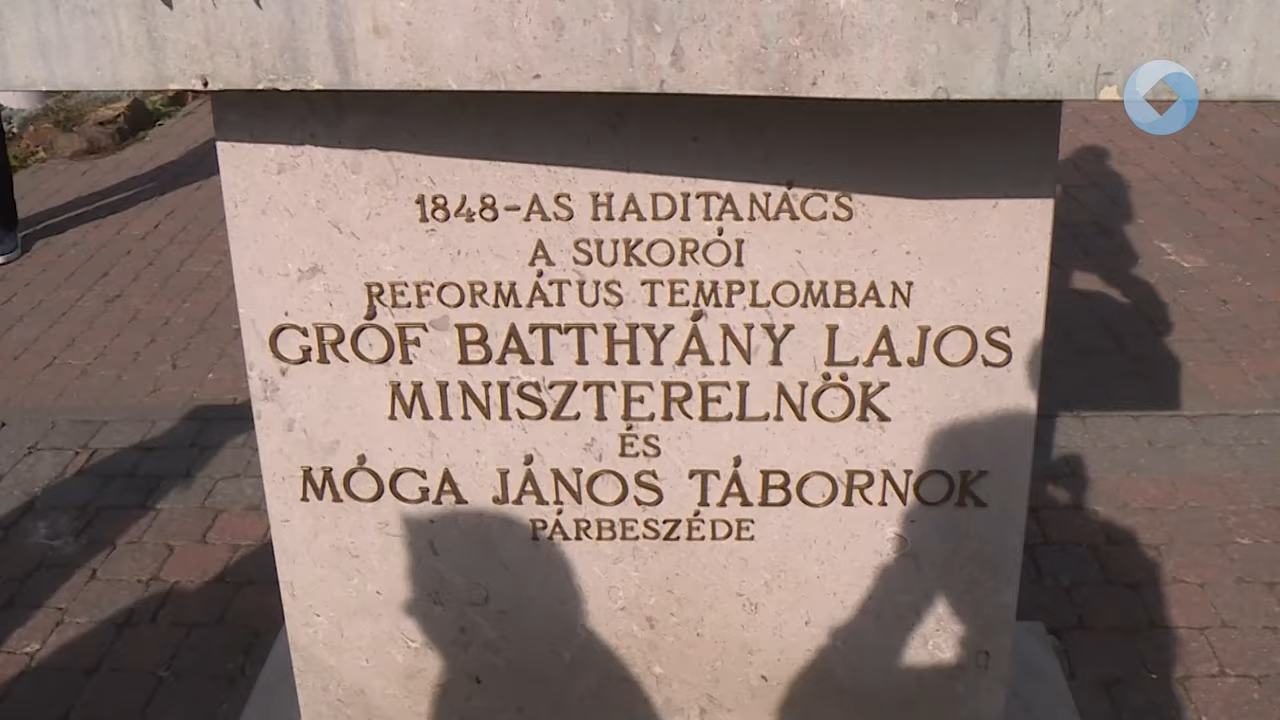 1848-AS HADITANÁCS
A SUKORÓI
REFORMÁTUS TEMPLOMBAN
GRÓF BATTHYÁNY LAJOS
MINISZTERELNÖK
ÉS
MÓGA JÁNOS TÁBORNOK
PÁRBESZÉDE